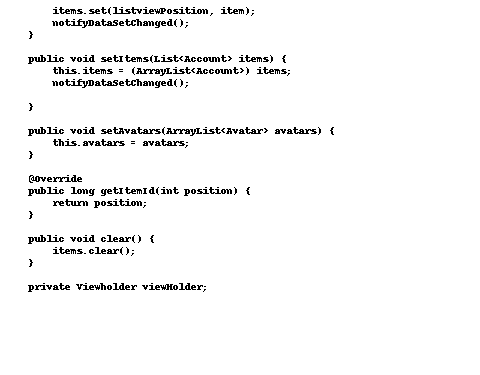 items.set(listviewPosition, item);
notifyDataSetChanged();
}
public void setItems(List<Account> items) {
this.items = (ArrayList<Account>) items;
notifyDataSetChanged();
}
public void setAvatars(ArrayList<Avatar> avatars) {
this.avatars = avatars;
}
@Override
public long getItemId(int position) {
return position;
}
public void clear() {
items.clear();
}
private Viewholder viewHolder;